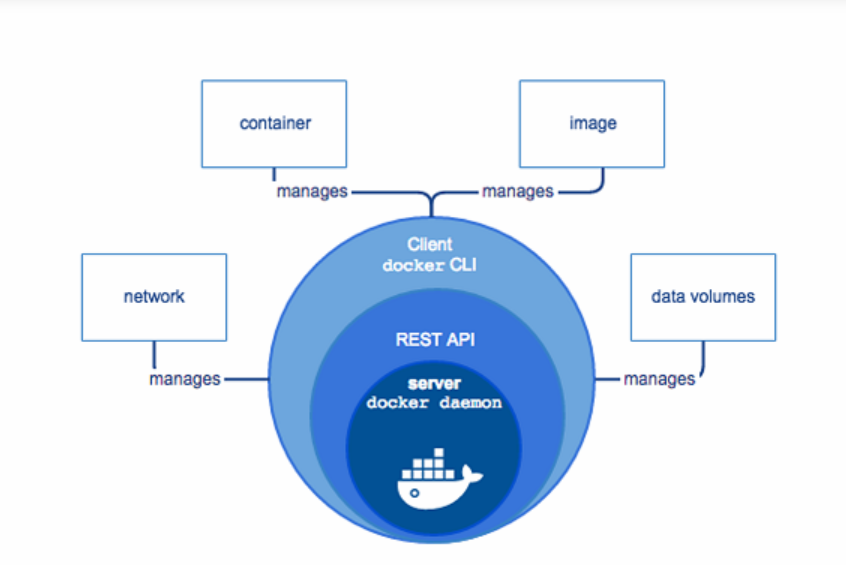 container
image
manages
manages
Client
docker CLI
network
data volumes
REST API
manages
manages
server
docker daemon